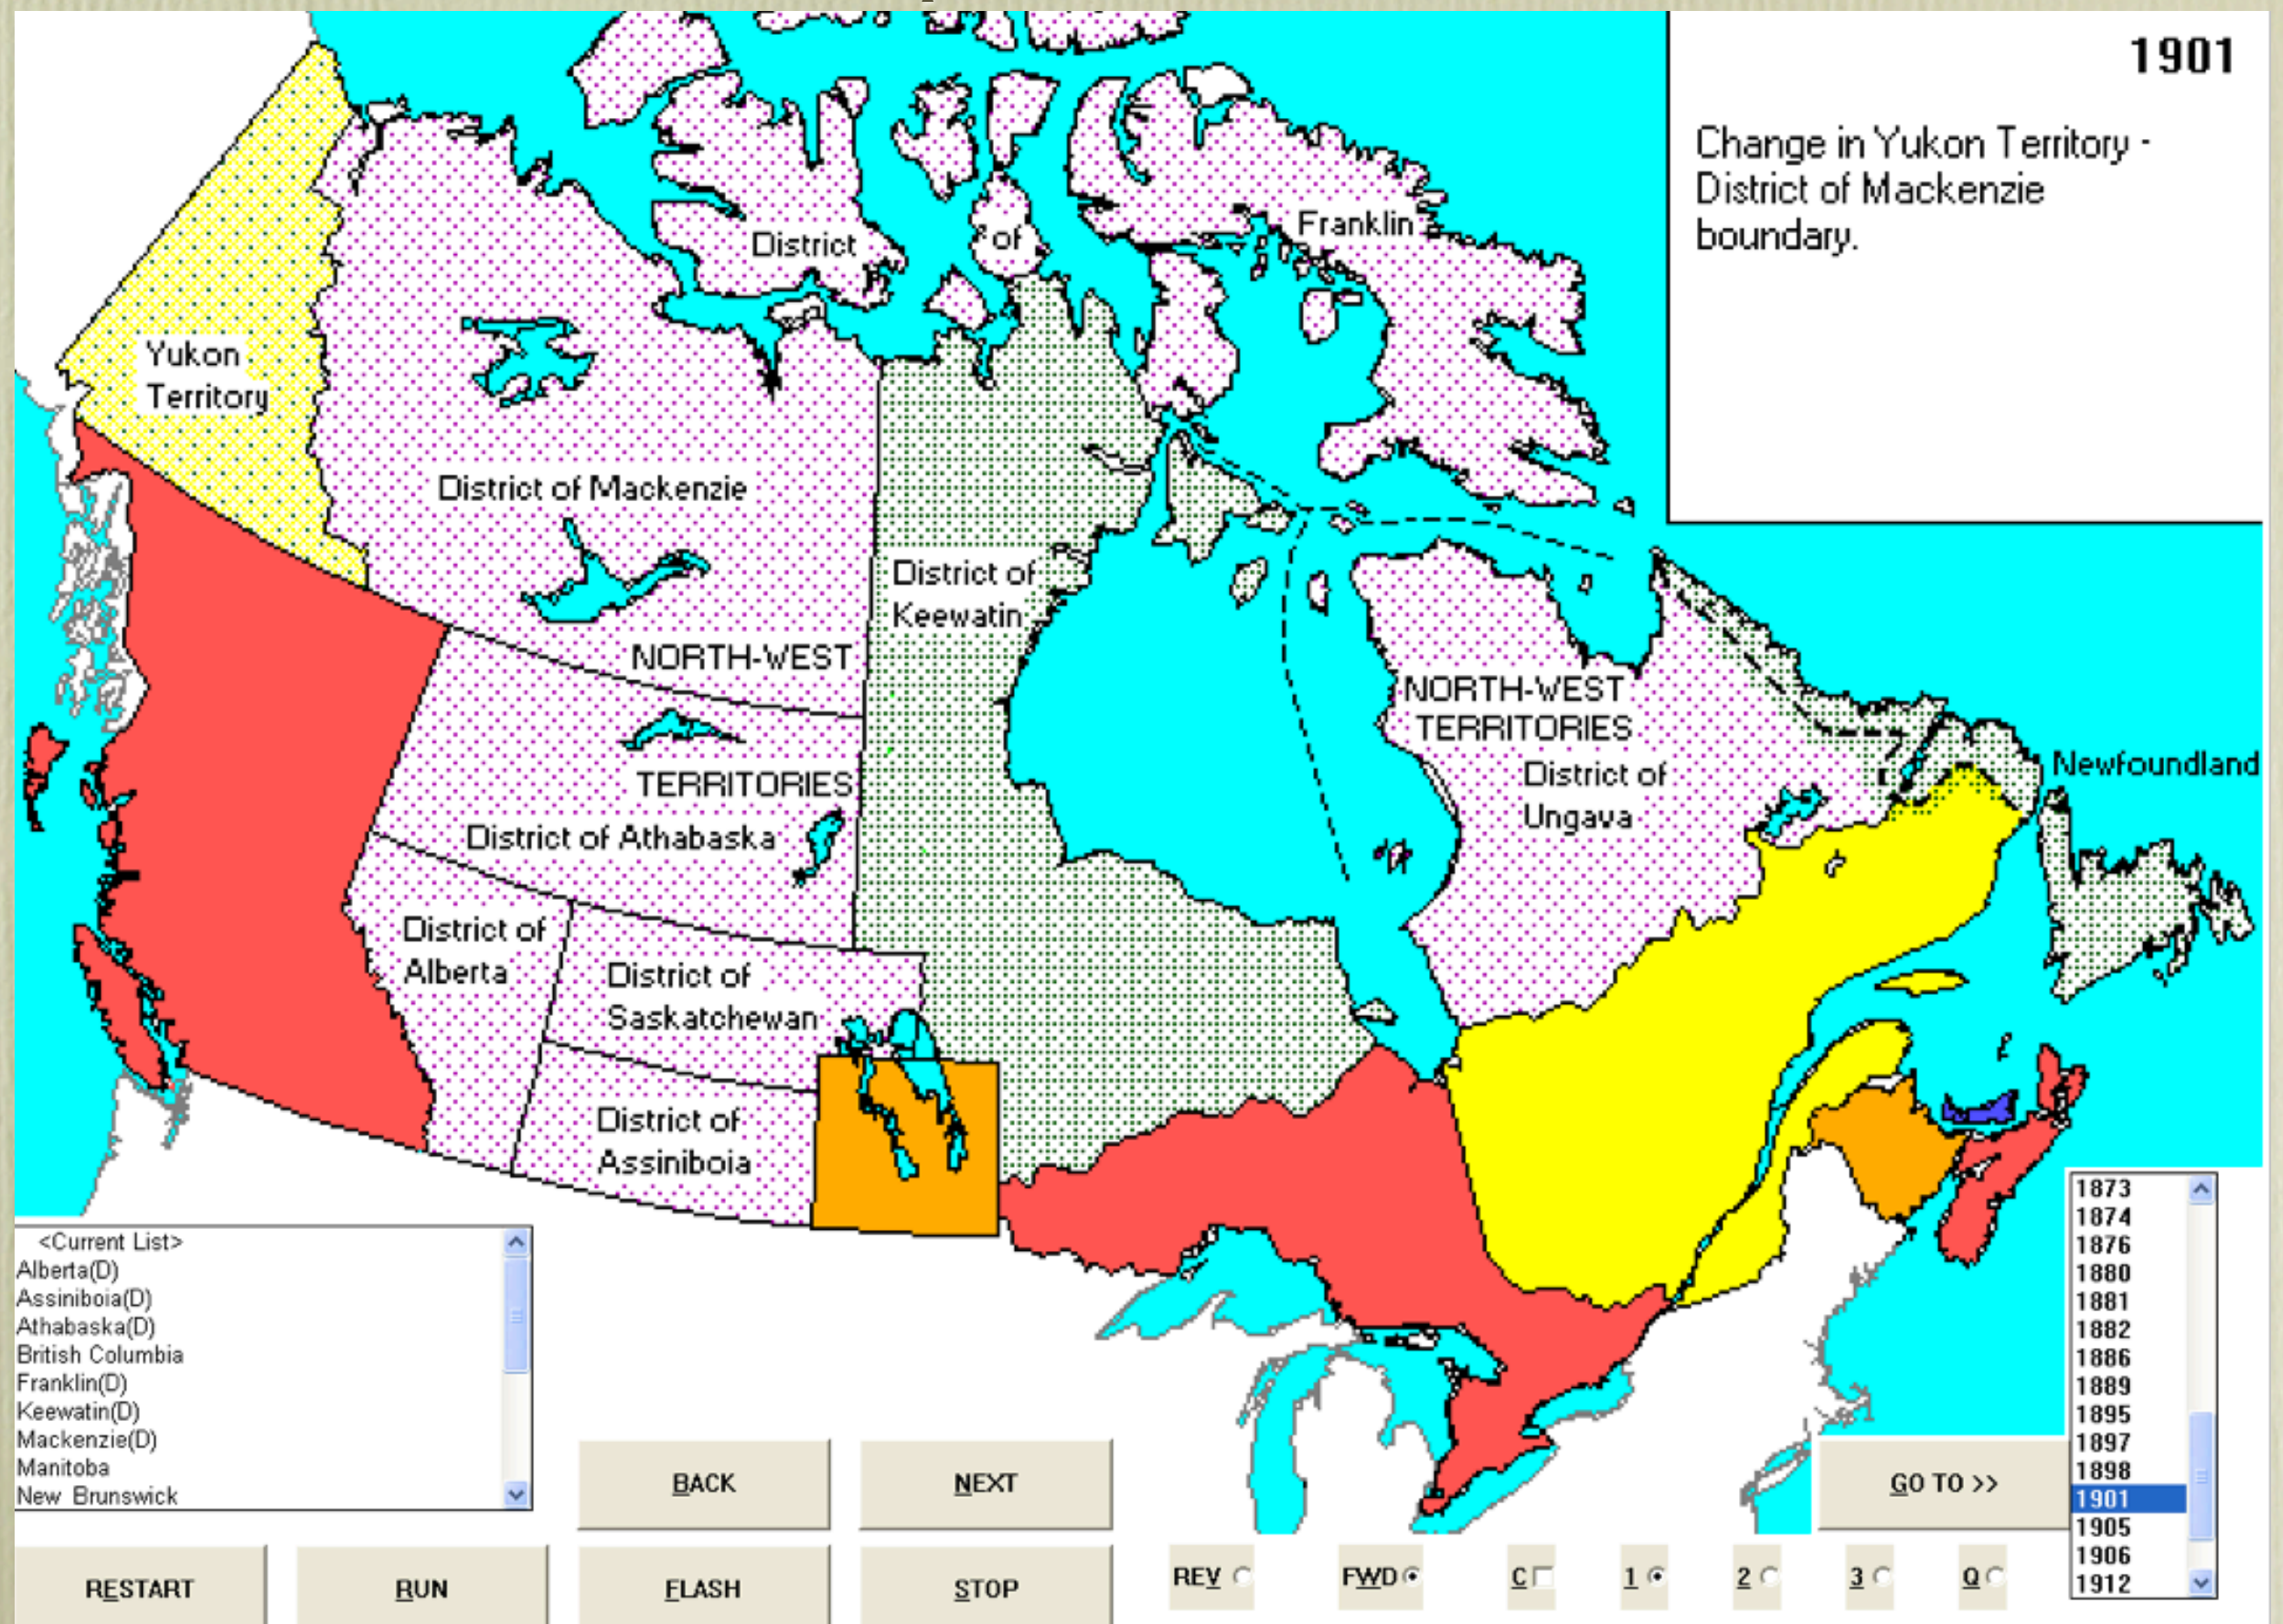 1901
Change in Yukon Territory -
District of Mackenzie
boundary.
District
of
Franklin
Yukon
Territory
District of Mackenzie
District of
Keewatin
NORTH-WEST
TERRITORIES
NORTH-WEST
TERRITORIES
District of
Ungava
Newfoundland
District of Athabaska
District of
Alberta
District of
Saskatchewan
District of
Assiniboia
<Current List>
Alberta(D)
Assiniboia(D)
Athabaska(D)
British Columbia
Franklin(D)
Keewatin(D)
Mackenzie(D)
Manitoba
New Brunswick
1873
1874
1876
1880
1881
1882
1886
1889
1895
1897
1898
1901
1905
1906
1912
BACK
NEXT
GO TO >>
RESTART
RUN
FLASH
STOP
REV
FWD
C
1
2
3
Q